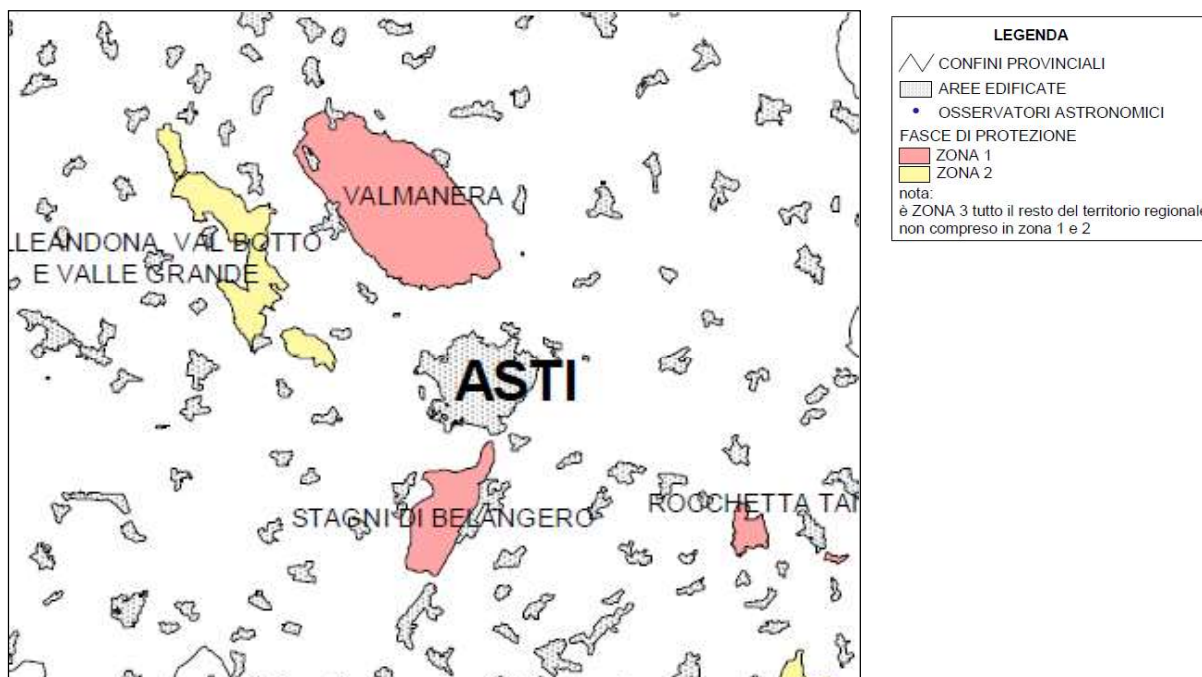 VALMANERA
LLEANDONA, VAL BOTTO
E VALLE GRANDE
ASTI
STAGNI DI BELANGERO
ROCCHETTA TAN
LEGENDA
CONFINI PROVINCIALI
AREE EDIFICATE
OSSERVATORI ASTRONOMICI
FASCE DI PROTEZIONE
ZONA 1
ZONA 2
nota:
è ZONA 3 tutto il resto del territorio regionale
non compreso in zona 1 e 2